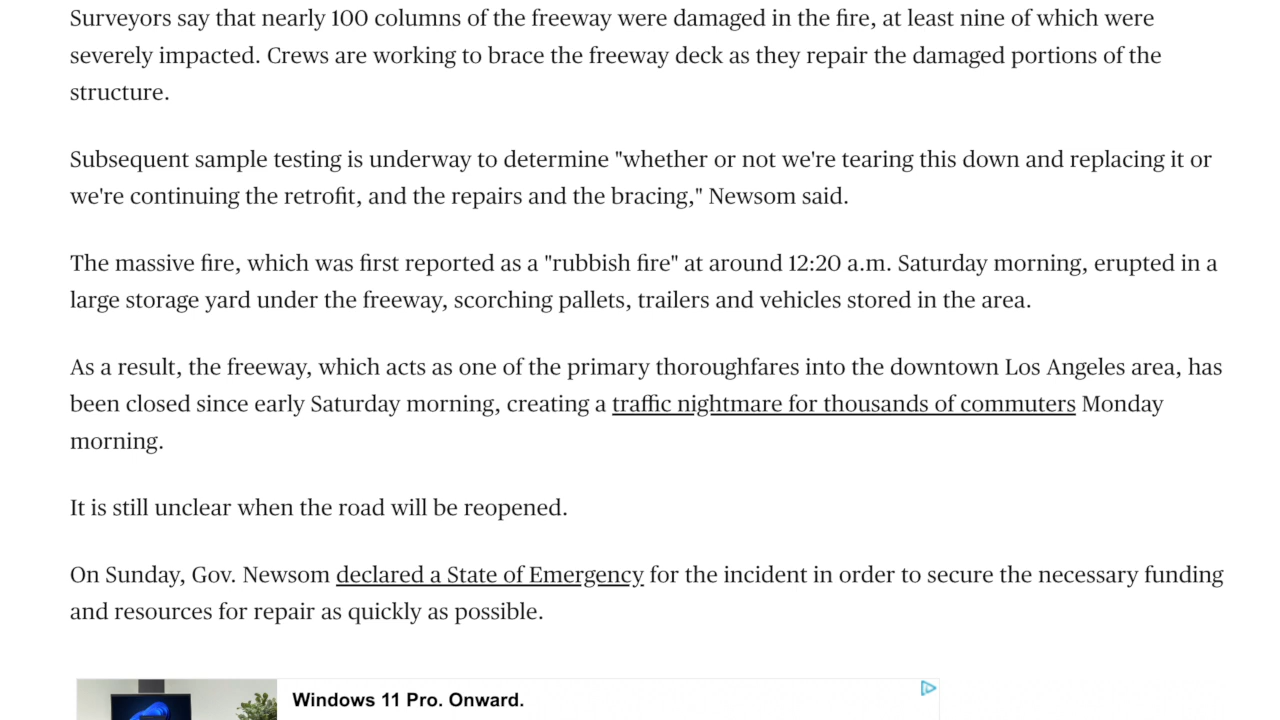 Surveyors say that nearly 100 columns of the freeway were damaged in the fire, at least nine of which were
severely impacted. Crews are working to brace the freeway deck as they repair the damaged portions of the
structure.
Subsequent sample testing is underway to determine "whether or not we're tearing this down and replacing it or
we're continuing the retrofit, and the repairs and the bracing," Newsom said.
The massive fire, which was first reported as a "rubbish fire" at around 12:20 a.m. Saturday morning, erupted in a
large storage yard under the freeway, scorching pallets, trailers and vehicles stored in the area.
As a result, the freeway, which acts as one of the primary thoroughfares into the downtown Los Angeles area, has
been closed since early Saturday morning, creating a traffic nightmare for thousands of commuters Monday
morning.
It is still unclear when the road will be reopened.
On Sunday, Gov. Newsom declared a State of Emergency for the incident in order to secure the necessary funding
and resources for repair as quickly as possible.
Windows 11 Pro. Onward.